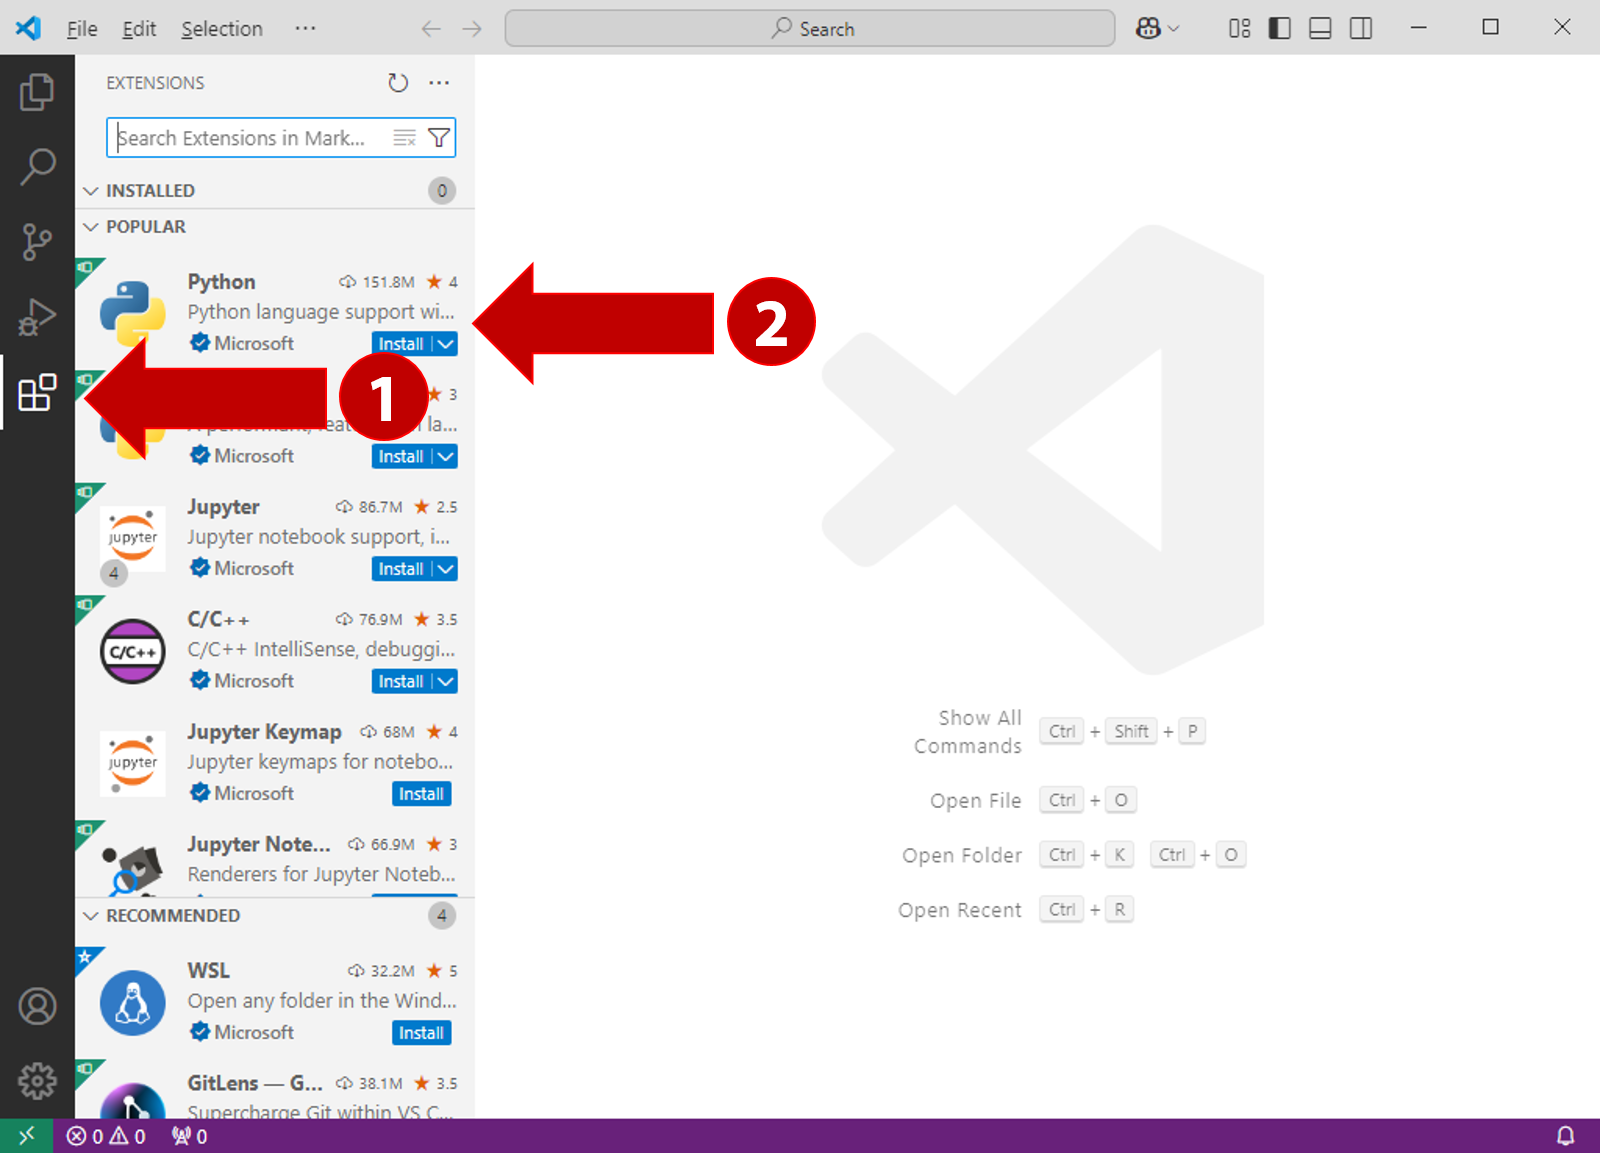 File Edit Selection ··· Search
EXTENSIONS
Search Extensions in Mark...
INSTALLED 0
POPULAR
Python 151.8M 4
Python language support wi...
Microsoft Install
2
1
3
la...
Microsoft Install
Jupyter 86.7M 2.5
Jupyter notebook support, i...
jupyter
Microsoft Install
4
C/C++ 76.9M 3.5
C/C++ IntelliSense, debuggi...
C/C++
Microsoft Install
Jupyter Keymap 68M 4
Jupyter keymaps for notebo...
jupyter
Microsoft Install
Jupyter Note... 66.9M 3
Renderers for Jupyter Noteb...
RECOMMENDED 4
WSL 32.2M 5
Open any folder in the Wind...
Microsoft Install
GitLens — G... 38.1M 3.5
Supercharge Git within VS C...
Show All
Commands Ctrl + Shift + P
Open File Ctrl + O
Open Folder Ctrl + K Ctrl + O
Open Recent Ctrl + R
0 0 0